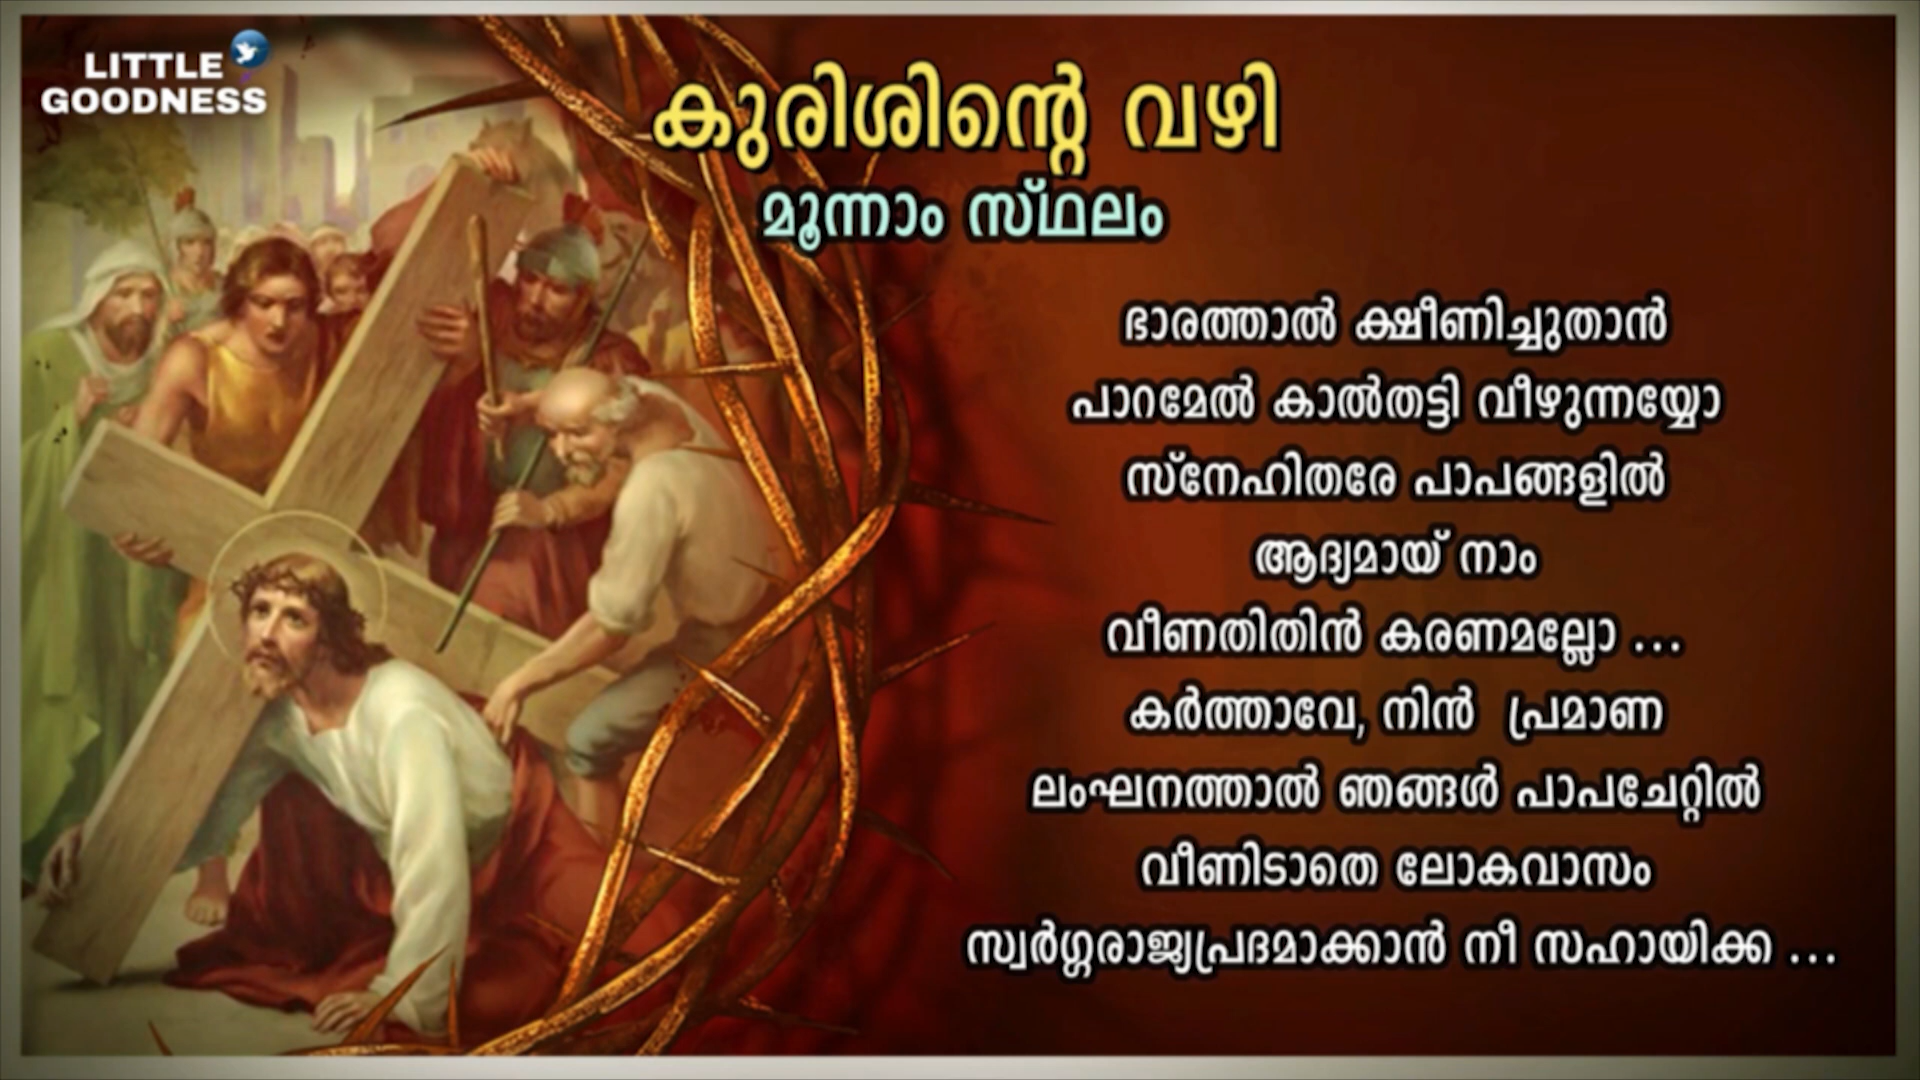 LITTLE
GOODNESS
കുരിശിന്റെ വഴി
മൂന്നാം സ്ഥലം
ഭാരത്താൽ ക്ഷീണിച്ചുതാൻ
പാറമേൽ കാൽതട്ടി വീഴുന്നയ്യോ
സ്നേഹിതരേ പാപങ്ങളിൽ
ആദ്യമായ് നാം
വീണതിതിൻ കരണമല്ലോ ...
കർത്താവേ, നിൻ പ്രമാണ
ലംഘനത്താൽ ഞങ്ങൾ പാപചേറ്റിൽ
വീണിടാതെ ലോകവാസം
സ്വർഗ്ഗരാജ്യപ്രദമാക്കാൻ നീ സഹായിക്ക ...